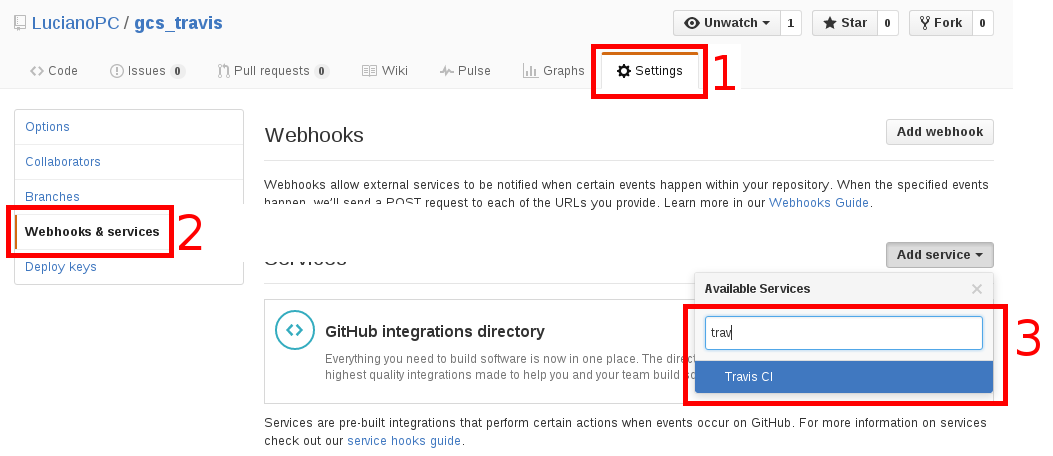 LucianoPC / gcs_travis
Unwatch 1 Star 0 Fork 0
Code Issues 0 Pull requests 0 Wiki Pulse Graphs Settings 1
Options
Collaborators
Branches
Webhooks & services 2
Deploy keys
Webhooks
Add webhook
Webhooks allow external services to be notified when certain events happen within your repository. When the specified events
happen, we'll send a POST request to each of the URLs you provide. Learn more in our Webhooks Guide.
Services
Add service
Available Services
trav
Travis CI
3
GitHub integrations directory
Everything you need to build software is now in one place. The
highest quality integrations made to help you and your team build
Services are pre-built integrations that perform certain actions when events occur on GitHub. For more information on services
check out our service hooks guide.